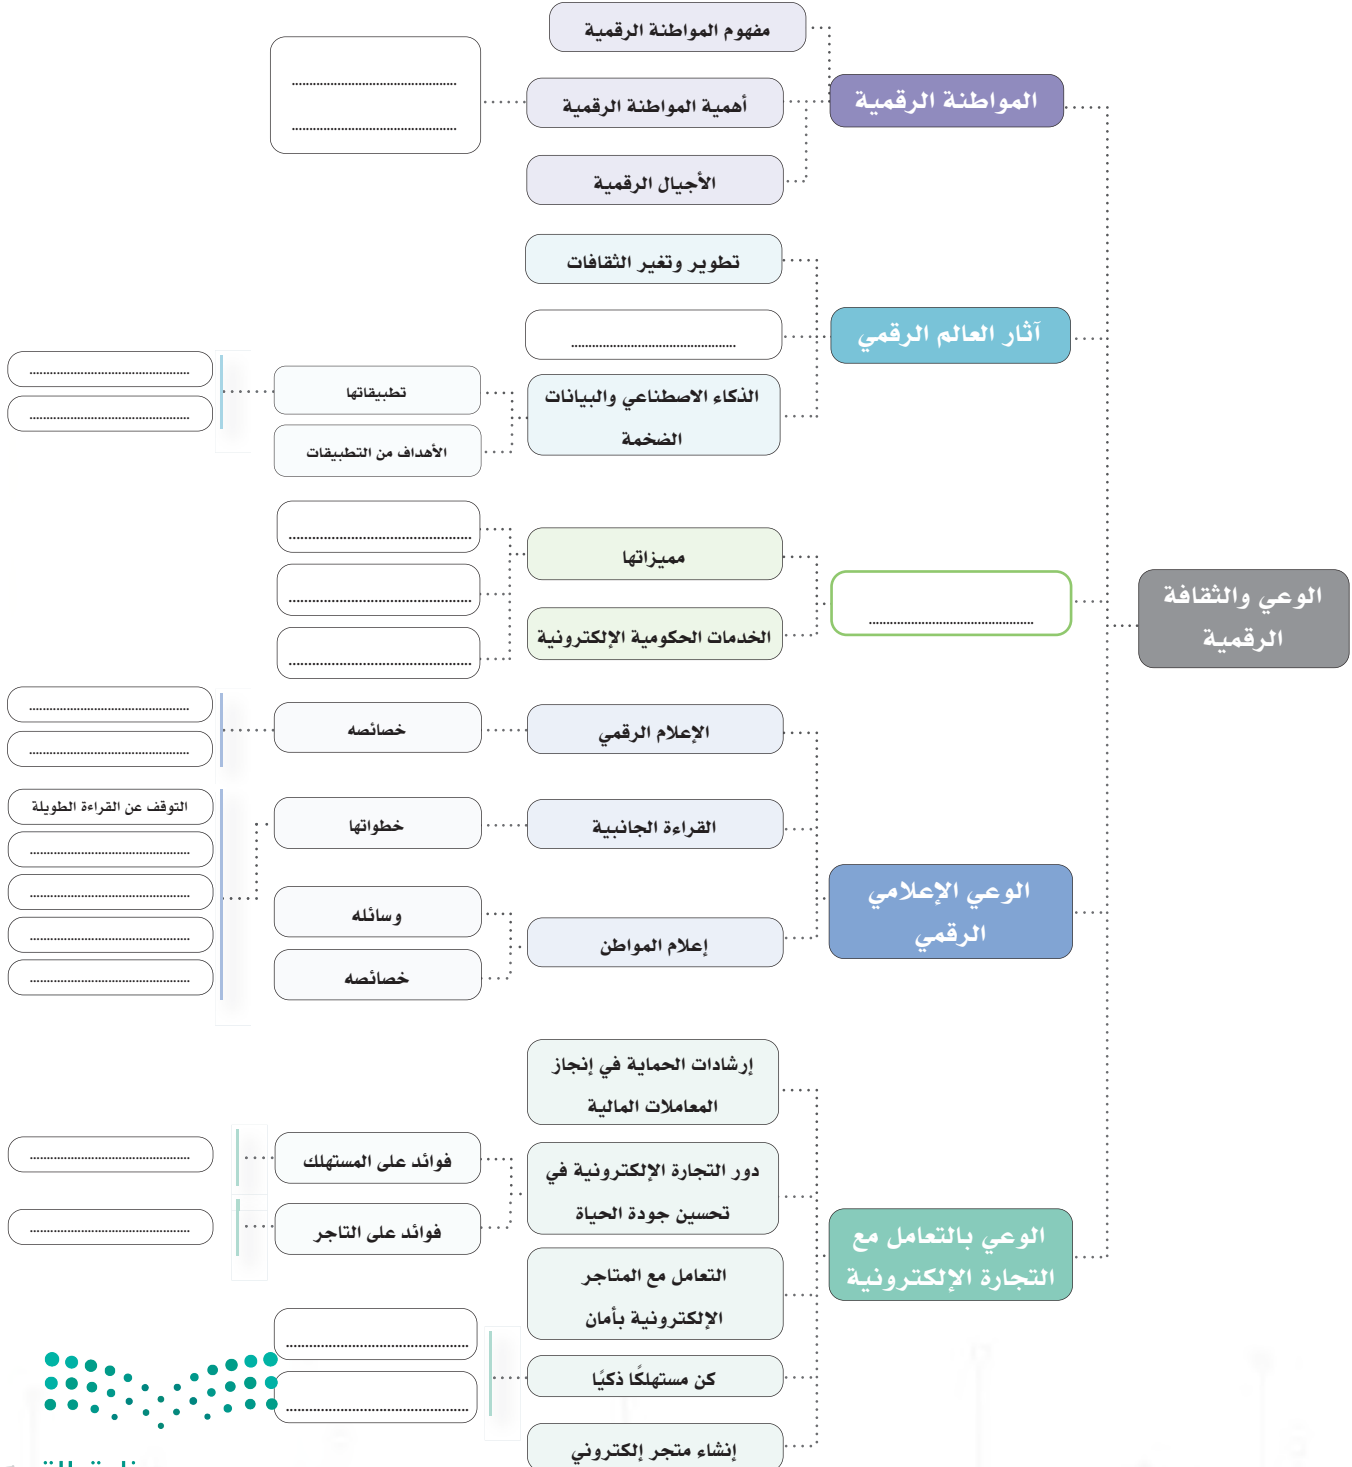 الوعي والثقافة
الرقمية
المواطنة الرقمية
مفهوم المواطنة الرقمية
أهمية المواطنة الرقمية
الأجيال الرقمية
آثار العالم الرقمي
تطوير وتغير الثقافات
الذكاء الاصطناعي والبيانات
الضخمة
تطبيقاتها
الأهداف من التطبيقات
مميزاتها
الخدمات الحكومية الإلكترونية
الوعي الإعلامي
الرقمي
الإعلام الرقمي
خصائصه
القراءة الجانبية
خطواتها
التوقف عن القراءة الطويلة
إعلام المواطن
وسائله
خصائصه
الوعي بالتعامل مع
التجارة الإلكترونية
إرشادات الحماية في إنجاز
المعاملات المالية
دور التجارة الإلكترونية في
تحسين جودة الحياة
فوائد على المستهلك
فوائد على التاجر
التعامل مع المتاجر
الإلكترونية بأمان
كن مستهلكًا ذكيًا
إنشاء متجر إلكتروني